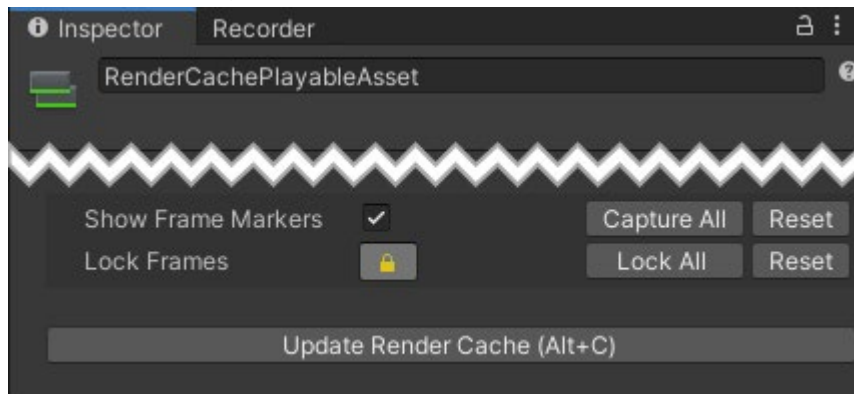 Inspector Recorder
RenderCachePlayableAsset
Show Frame Markers Capture All Reset
Lock Frames Lock All Reset
Update Render Cache (Alt+C)